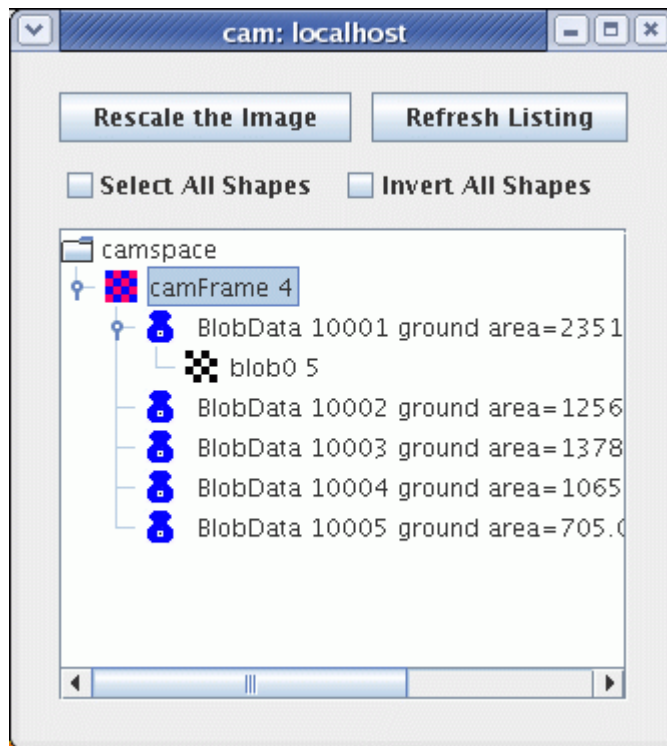 cam: localhost
Rescale the Image Refresh Listing
Select All Shapes Invert All Shapes
camspace
camFrame 4
BlobData 10001 ground area=2351
blob0 5
BlobData 10002 ground area=1256
BlobData 10003 ground area=1378
BlobData 10004 ground area=1065
BlobData 10005 ground area=705.